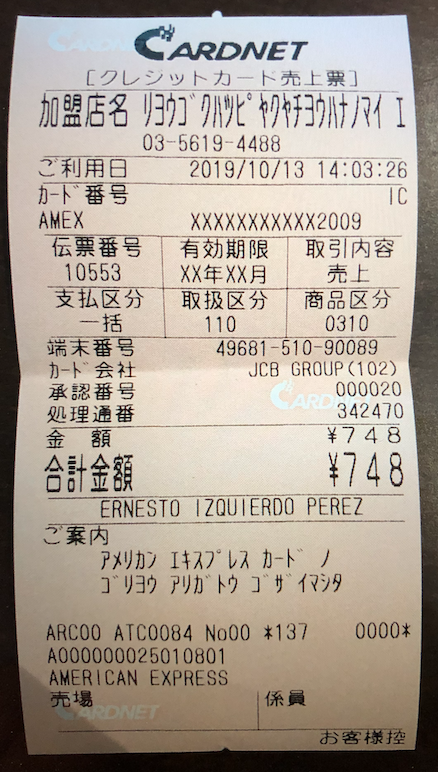 CARDNET
[クレジットカード売上票]
加盟店名 ﾘﾖｳｺﾞｸﾊﾂﾋﾟﾔｸﾔﾁﾖｳﾊﾅﾉﾏｲ ｴ
03-5619-4488
ご利用日 2019/10/13 14:03:26
ｶｰﾄﾞ番号 IC
AMEX XXXXXXXXXXX2009
伝票番号 有効期限 取引内容
10553 XX年XX月 売上
支払区分 取扱区分 商品区分
一括 110 0310
端末番号 49681-510-90089
ｶｰﾄﾞ会社 JCB GROUP(102)
承認番号 000020
処理通番 342470
金 額 ¥748
合計金額 ¥748
ERNESTO IZQUIERDO PEREZ
ご案内
ｱﾒﾘｶﾝ ｴｷｽﾌﾟﾚｽ ｶｰﾄﾞ ﾉ
ｺﾞﾘﾖｳ ｱﾘｶﾞﾄｳ ｺﾞｻﾞｲﾏｼﾀ
ARC00 ATC0084 No00 *137 0000*
A000000025010801
AMERICAN EXPRESS
売場 係員
CARDNET
お客様控